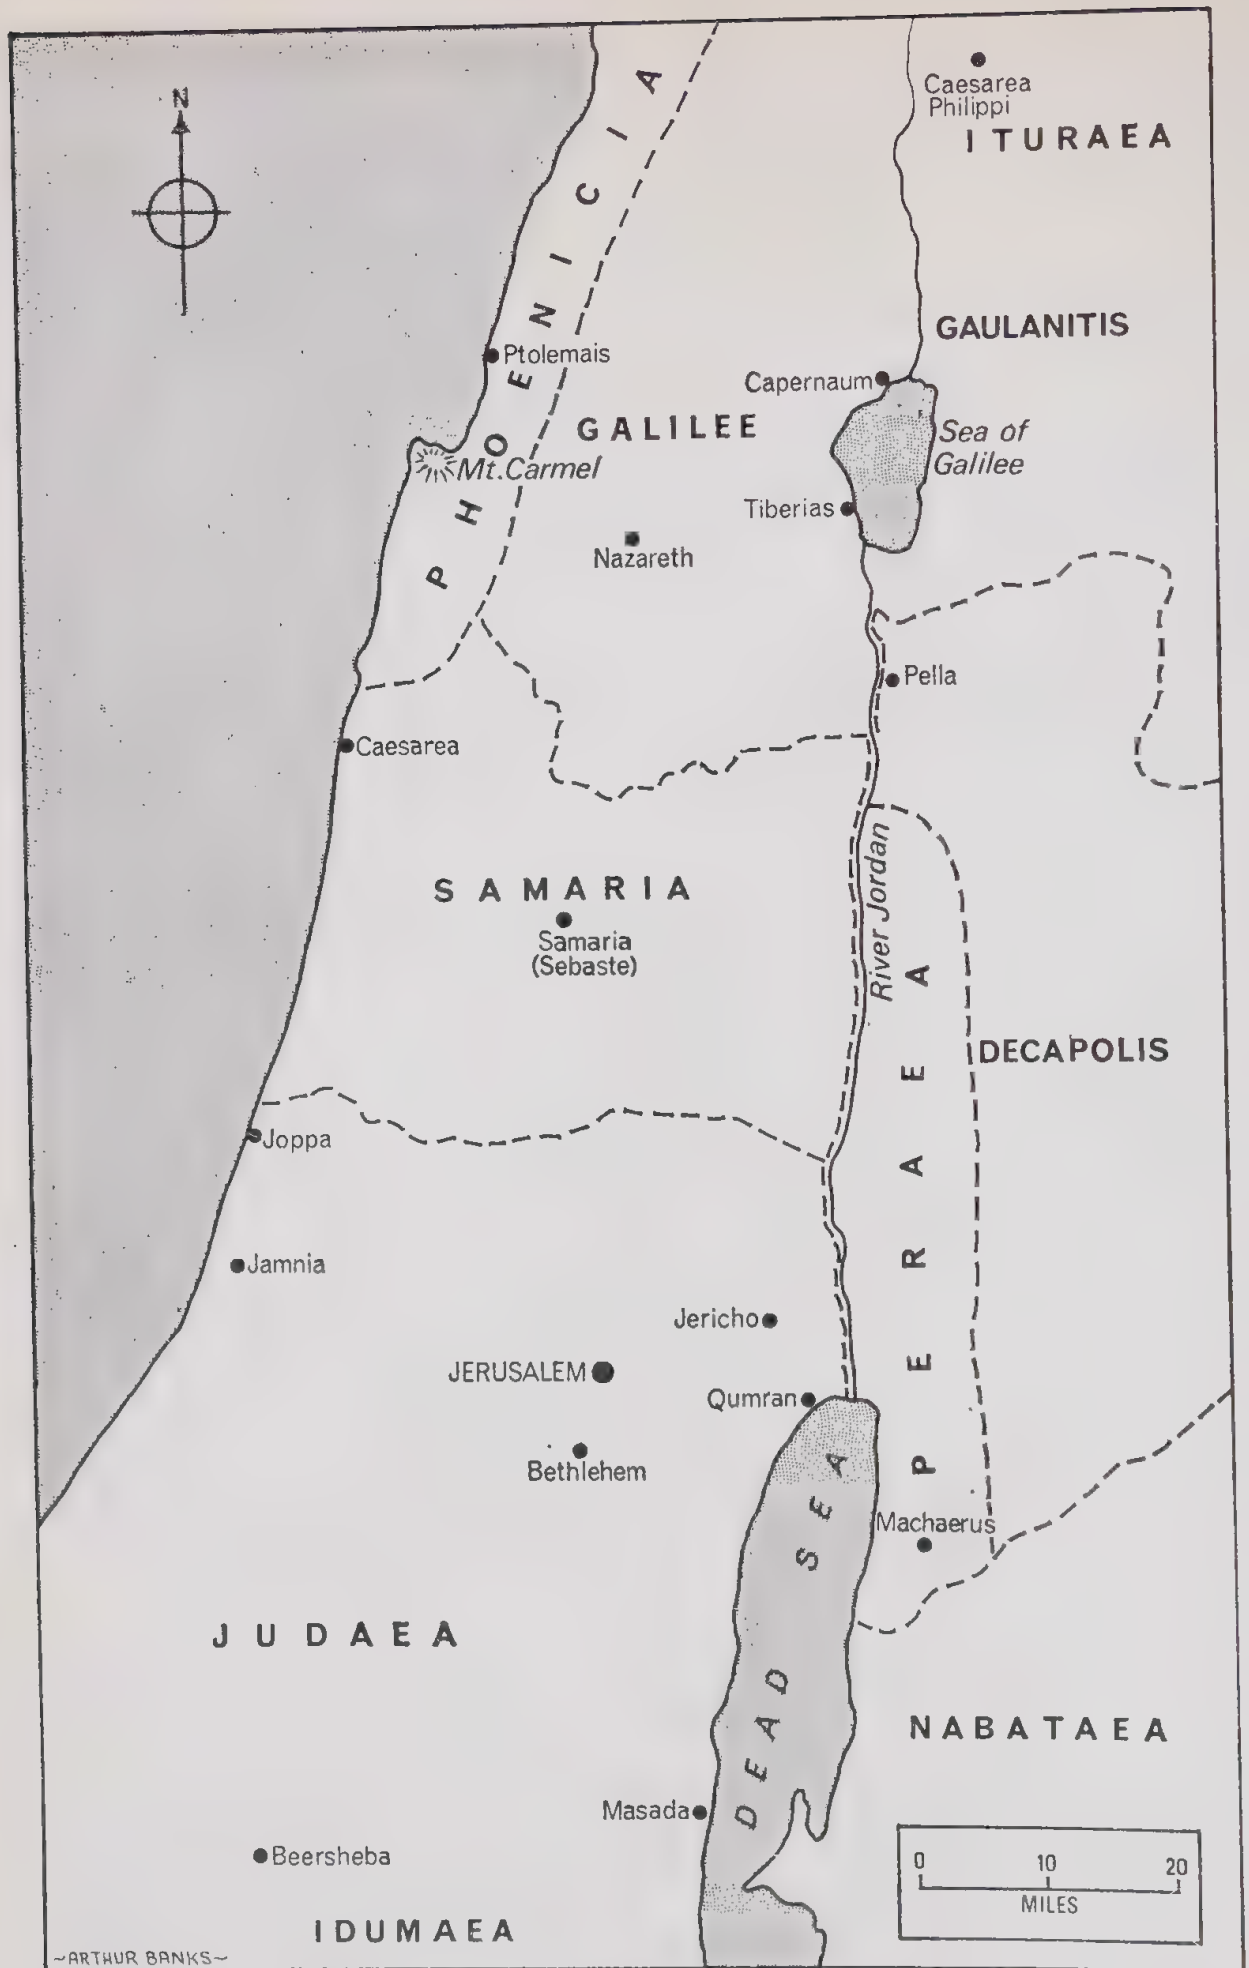 N
PHOENICIA
Caesarea
Philippi
ITURAEA
GAULANITIS
Ptolemais
Capernaum
GALILEE
Sea of
Galilee
Mt. Carmel
Tiberias
Nazareth
Pella
Caesarea
River Jordan
SAMARIA
Samaria
(Sebaste)
PERAEA
DECAPOLIS
Joppa
Jamnia
Jericho
JERUSALEM
Qumran
Bethlehem
DEAD SEA
Machaerus
JUDAEA
NABATAEA
Masada
Beersheba
IDUMAEA
0 10 20
MILES
~ARTHUR BANKS~